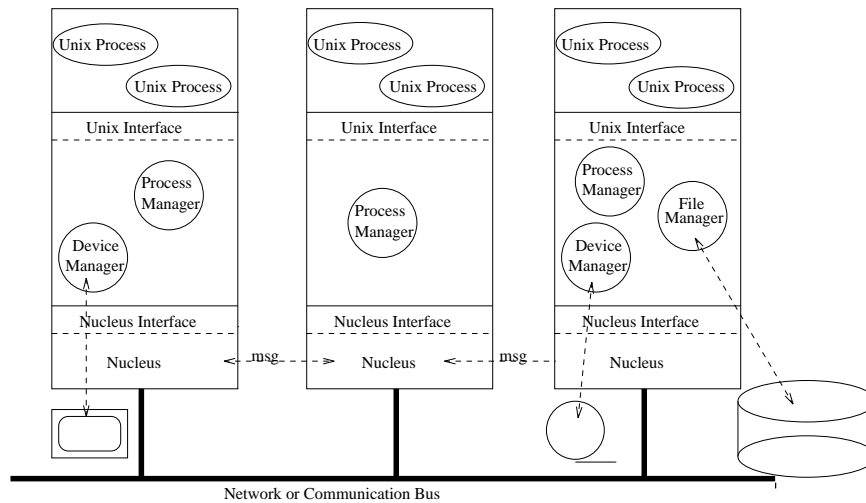 Unix Process
Unix Process
Unix Interface
Process
Manager
Device
Manager
Nucleus Interface
Nucleus
msg
Unix Process
Unix Process
Unix Interface
Process
Manager
Nucleus Interface
Nucleus
msg
Unix Process
Unix Process
Unix Interface
Process
Manager
File
Manager
Device
Manager
Nucleus Interface
Nucleus
Network or Communication Bus